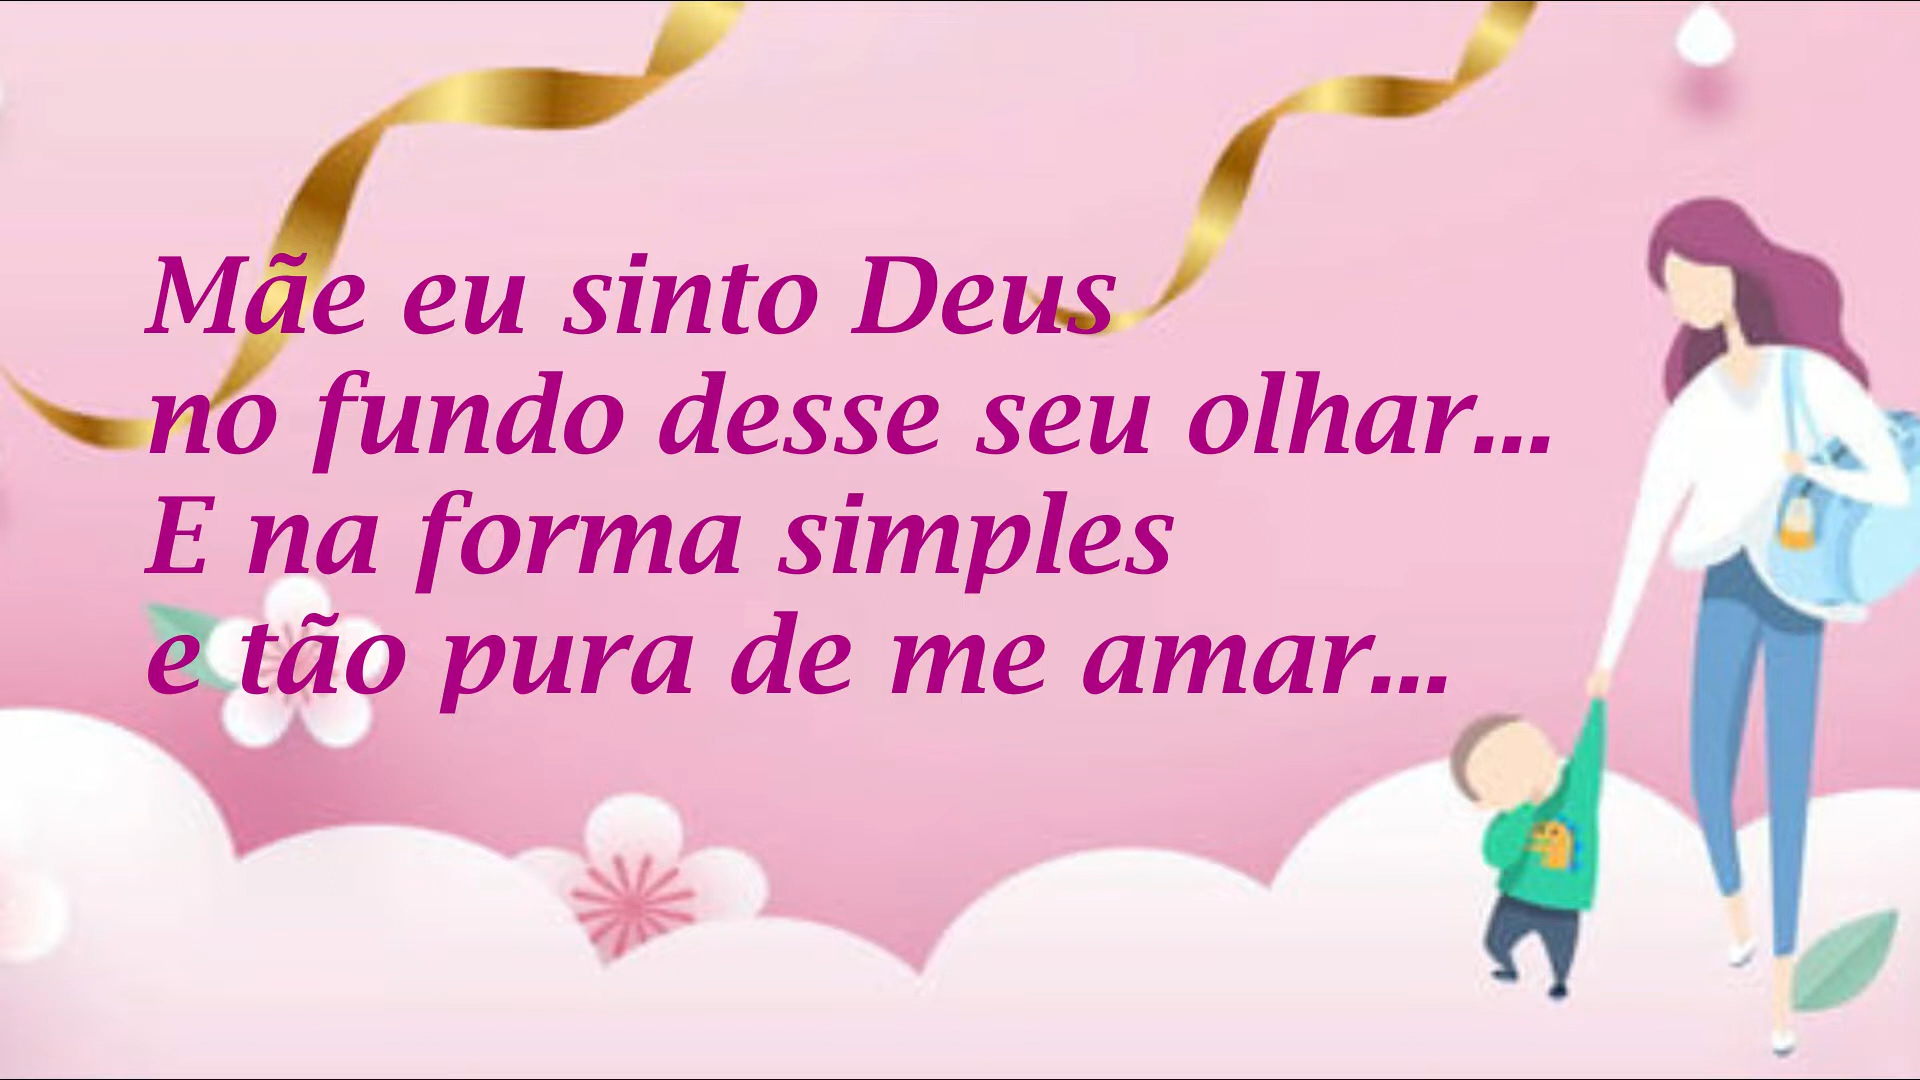 Mãe eu sinto Deus
no fundo desse seu olhar...
E na forma simples
e tão pura de me amar...